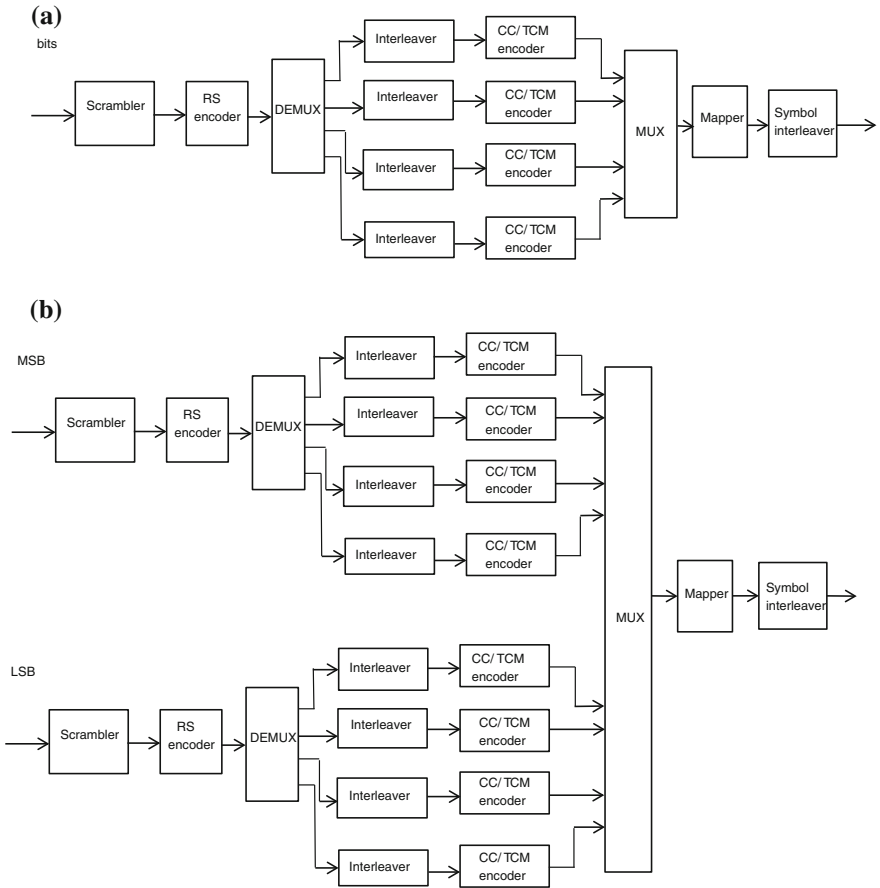 (a)
bits
Scrambler
RS
encoder
DEMUX
Interleaver
CC/TCM
encoder
Interleaver
CC/TCM
encoder
Interleaver
CC/TCM
encoder
Interleaver
CC/TCM
encoder
MUX
Mapper
Symbol
interleaver
(b)
MSB
Scrambler
RS
encoder
DEMUX
Interleaver
CC/TCM
encoder
Interleaver
CC/TCM
encoder
Interleaver
CC/TCM
encoder
Interleaver
CC/TCM
encoder
MUX
Mapper
Symbol
interleaver
LSB
Scrambler
RS
encoder
DEMUX
Interleaver
CC/TCM
encoder
Interleaver
CC/TCM
encoder
Interleaver
CC/TCM
encoder
Interleaver
CC/TCM
encoder